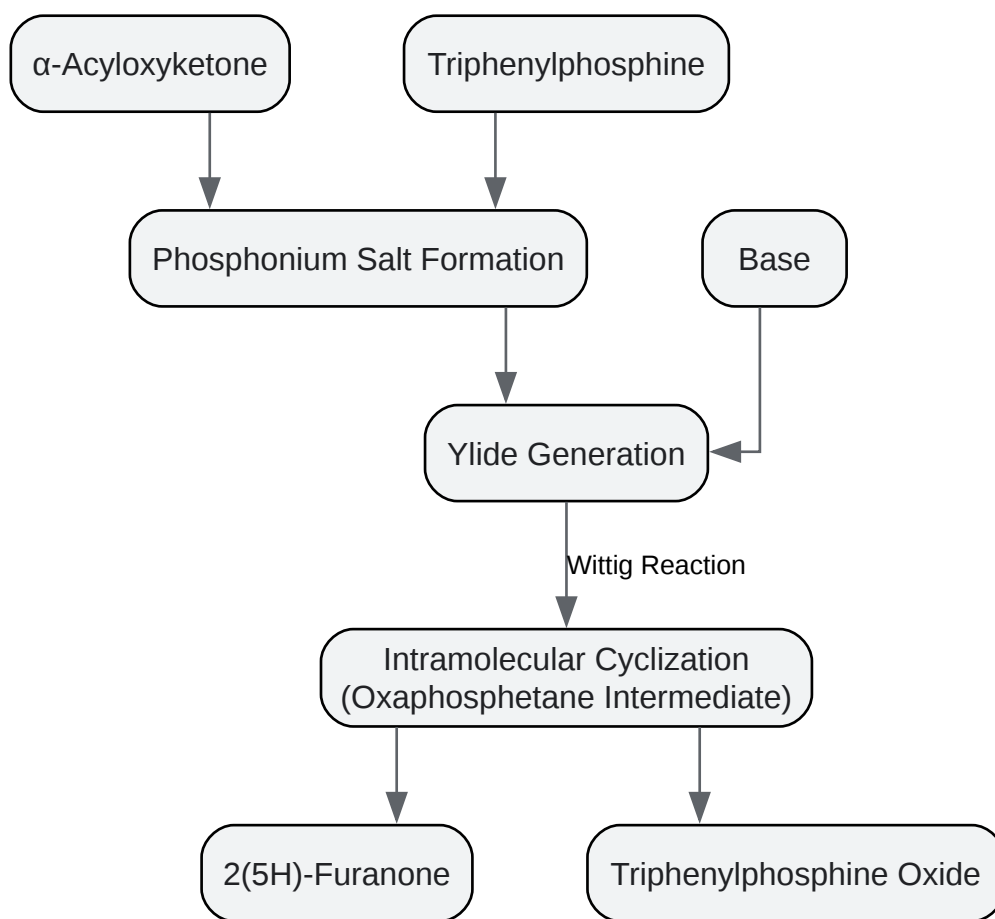 α-Acyloxyketone
Triphenylphosphine
Phosphonium Salt Formation
Base
Ylide Generation
Wittig Reaction
Intramolecular Cyclization
(Oxaphosphetane Intermediate)
2(5H)-Furanone
Triphenylphosphine Oxide